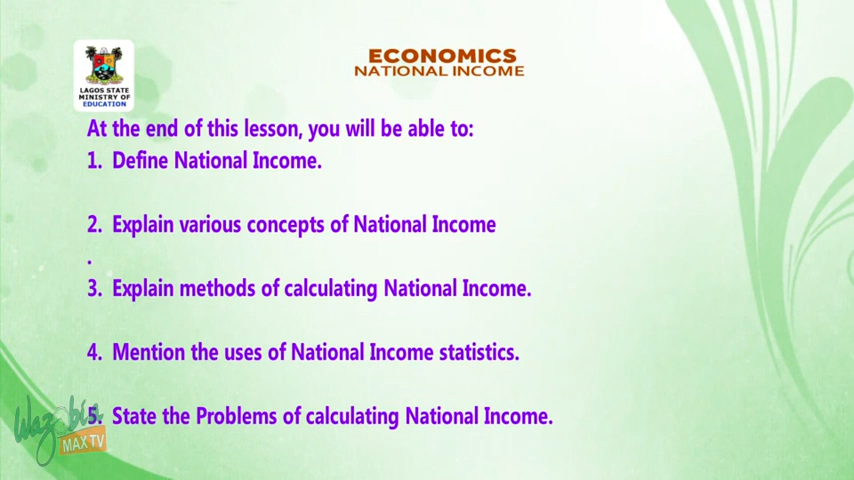 ECONOMICS
NATIONAL INCOME
LAGOS STATE
MINISTRY OF
EDUCATION
At the end of this lesson, you will be able to:
1. Define National Income.
2. Explain various concepts of National Income
.
3. Explain methods of calculating National Income.
4. Mention the uses of National Income statistics.
5. State the Problems of calculating National Income.
Wazobia
MAX TV